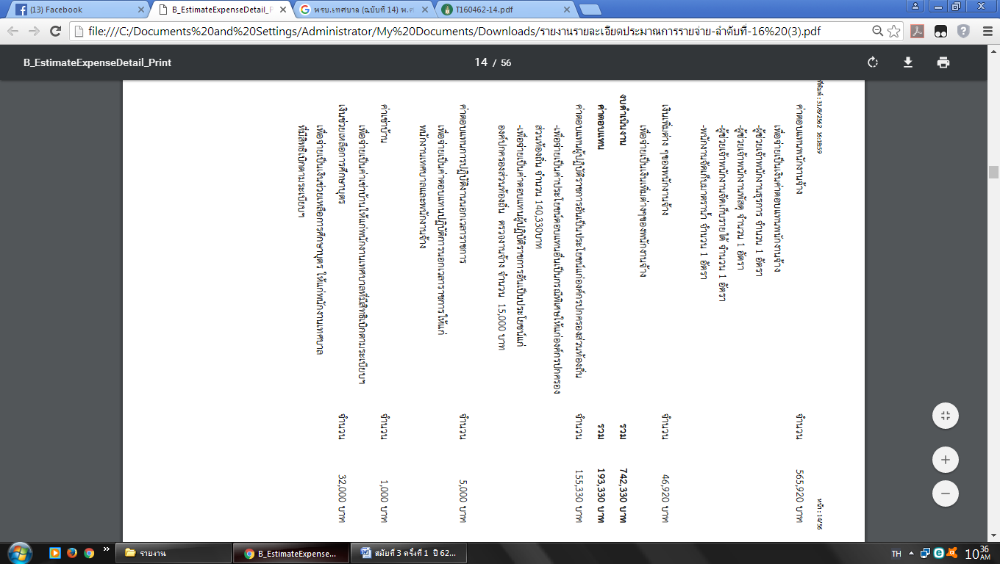 (13) Facebook
B_EstimateExpenseDetail_P
พรบ.เทศบาล (ฉบับที่ 14) พ.ศ
T160462-14.pdf
file:///C:/Documents%20and%20Settings/Administrator/My%20Documents/Downloads/รายงานรายละเอียดประมาณการรายจ่าย-ลำดับที่-16%20(3).pdf
B_EstimateExpenseDetail_Print
14 / 56
ที่พิมพ์ : 31/8/2562 16:18:59
หน้า : 14/56
ค่าตอบแทนพนักงานจ้าง จำนวน 565,920 บาท
เพื่อจ่ายเป็นเงินค่าตอบแทนพนักงานจ้าง
-ผู้ช่วยเจ้าพนักงานธุรการ จำนวน 1 อัตรา
-ผู้ช่วยเจ้าพนักงานพัสดุ จำนวน 1 อัตรา
-ผู้ช่วยเจ้าพนักงานจัดเก็บรายได้ จำนวน 1 อัตรา
-พนักงานจัดเก็บมาตรน้ำ จำนวน 1 อัตรา
เงินเพิ่มต่าง ๆของพนักงานจ้าง จำนวน 46,920 บาท
เพื่อจ่ายเป็นเงินเพิ่มต่างๆของพนักงานจ้าง
งบดำเนินงาน รวม 742,330 บาท
ค่าตอบแทน รวม 193,330 บาท
ค่าตอบแทนผู้ปฏิบัติราชการอันเป็นประโยชน์แก่องค์กรปกครองส่วนท้องถิ่น จำนวน 155,330 บาท
-เพื่อจ่ายเป็นค่าประโยชน์ตอบแทนอื่นเป็นกรณีพิเศษให้แก่องค์กรปกครอง
ส่วนท้องถิ่น จำนวน 140,330บาท
-เพื่อจ่ายเป็นค่าตอบแทนผู้ปฏิบัติราชการอันเป็นประโยชน์แก่
องค์ปกครองส่วนท้องถิ่น ตรวจงานจ้าง จำนวน 15,000 บาท
ค่าตอบแทนการปฏิบัติงานนอกเวลาราชการ จำนวน 5,000 บาท
เพื่อจ่ายเป็นค่าตอบแทนปฏิบัติการนอกเวลาราชการให้แก่
พนักงานเทศบาลและพนักงานจ้าง
ค่าเช่าบ้าน จำนวน 1,000 บาท
เพื่อจ่ายเป็นค่าเช่าบ้านให้แก่พนักงานเทศบาลที่มีสิทธิเบิกตามระเบียบฯ
เงินช่วยเหลือการศึกษาบุตร จำนวน 32,000 บาท
เพื่อจ่ายเป็นเงินช่วยเหลือการศึกษาบุตร ให้แก่พนักงานเทศบาล
ที่มีสิทธิเบิกตามระเบียบฯ
รายงาน
B_EstimateExpense...
สมัยที่ 3 ครั้งที่ 1 ปี 62...
TH
10 36 AM